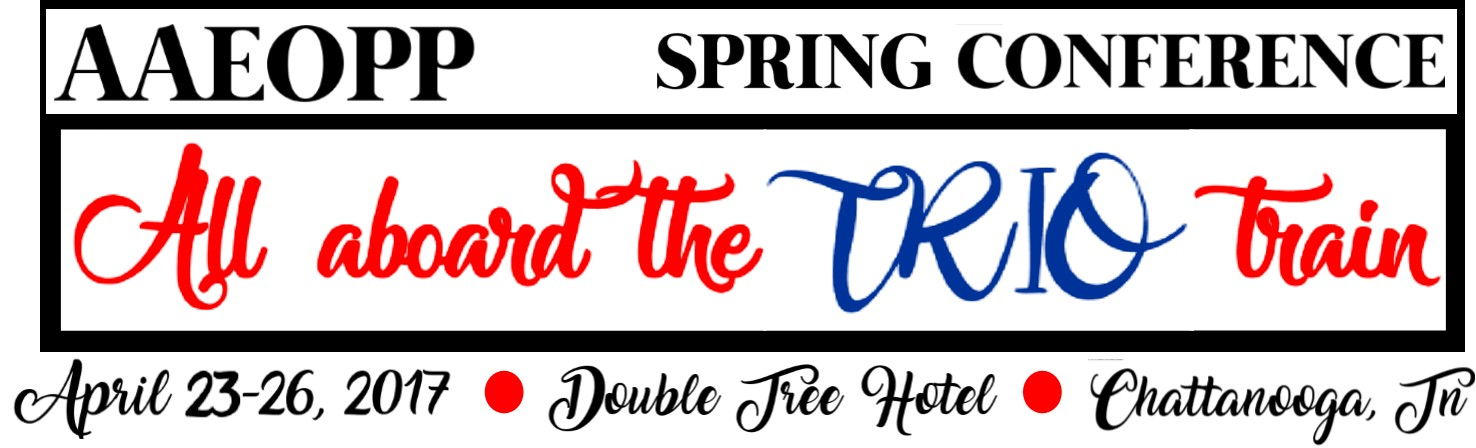 AAEOPP SPRING CONFERENCE
All aboard the TRIO train
April 23-26, 2017 ● Double Tree Hotel ● Chattanooga, Tn